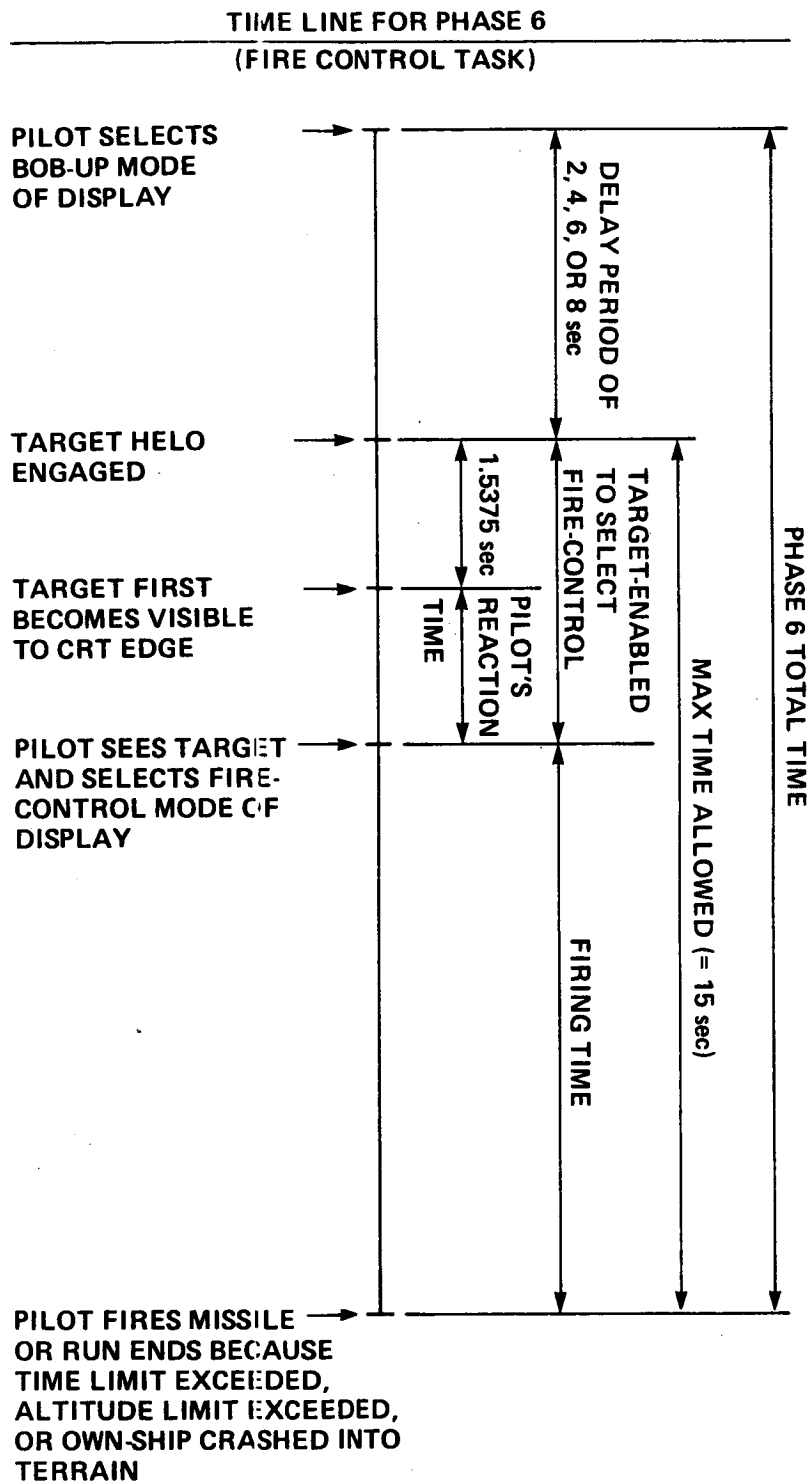 TIME LINE FOR PHASE 6
(FIRE CONTROL TASK)
PILOT SELECTS
BOB-UP MODE
OF DISPLAY
DELAY PERIOD OF
2, 4, 6, OR 8 sec
PHASE 6 TOTAL TIME
TARGET HELO
ENGAGED
1.5375 sec
TARGET-ENABLED
TO SELECT
FIRE-CONTROL
MAX TIME ALLOWED (= 15 sec)
TARGET FIRST
BECOMES VISIBLE
TO CRT EDGE
PILOT'S
REACTION
TIME
PILOT SEES TARGET
AND SELECTS FIRE-
CONTROL MODE OF
DISPLAY
FIRING TIME
PILOT FIRES MISSILE
OR RUN ENDS BECAUSE
TIME LIMIT EXCEEDED,
ALTITUDE LIMIT EXCEEDED,
OR OWN-SHIP CRASHED INTO
TERRAIN